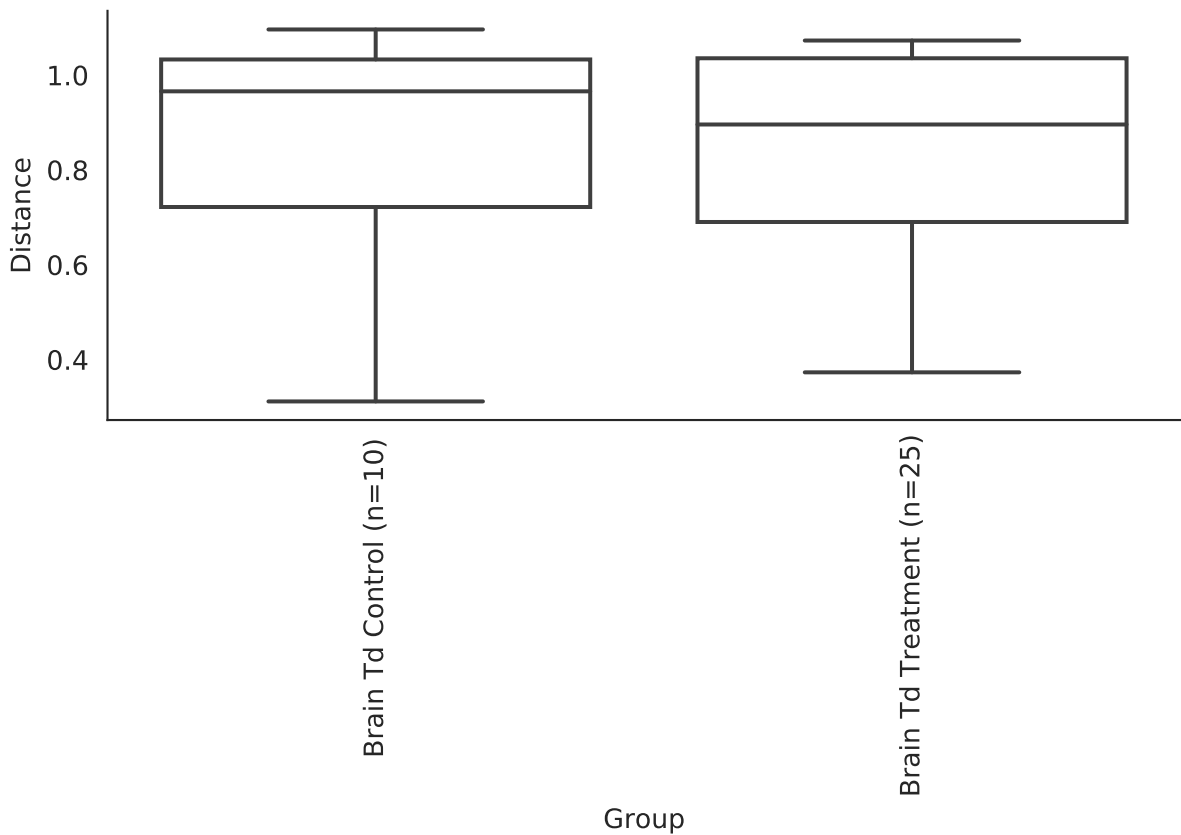 1.0
0.8
0.6
0.4
Distance
Brain Td Control (n=10)
Brain Td Treatment (n=25)
Group